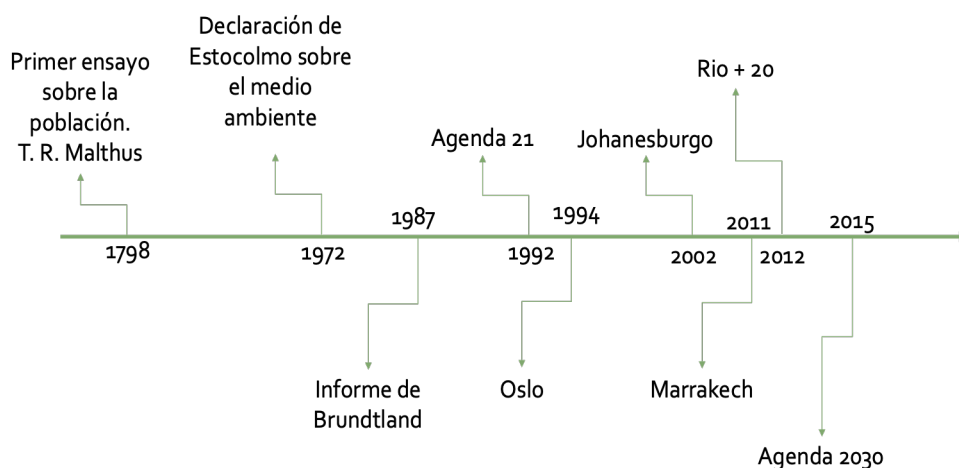 Primer ensayo
sobre la
población.
T. R. Malthus
1798
Declaración de
Estocolmo sobre
el medio
ambiente
1972
1987
Informe de
Brundtland
Agenda 21
1992
1994
Oslo
Johanesburgo
2002
2011
Marrakech
Rio + 20
2012
2015
Agenda 2030